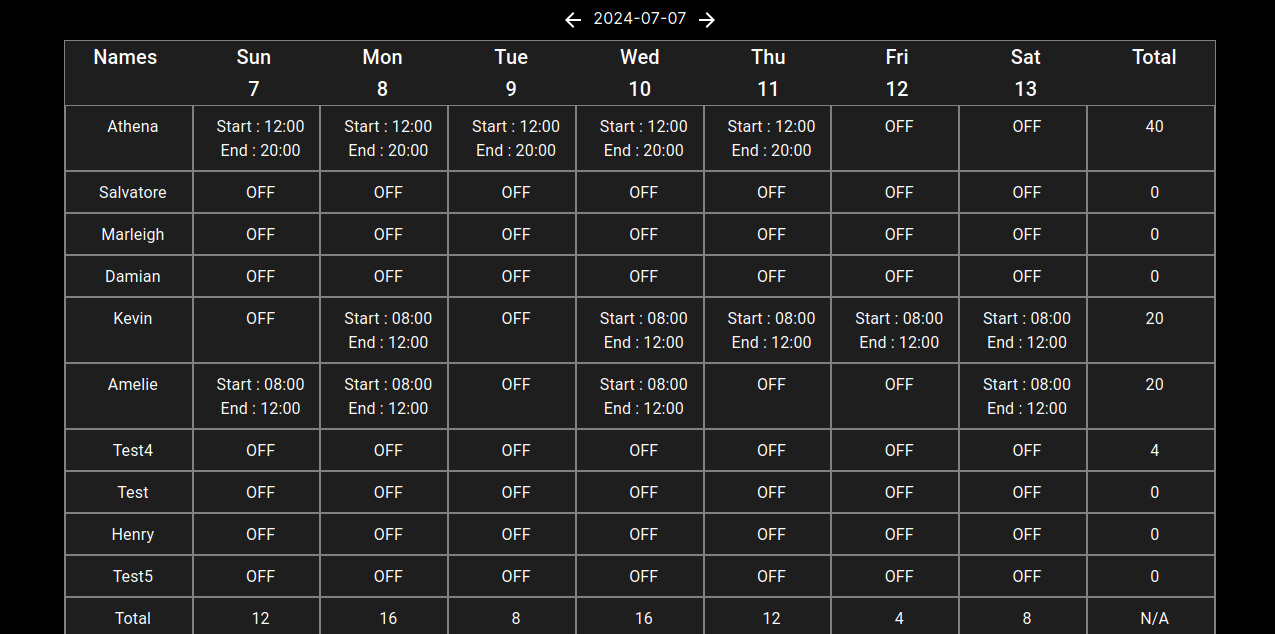 2024-07-07
Names Sun Mon Tue Wed Thu Fri Sat Total
7 8 9 10 11 12 13
Athena Start : 12:00 Start : 12:00 Start : 12:00 Start : 12:00 Start : 12:00 OFF OFF 40
End : 20:00 End : 20:00 End : 20:00 End : 20:00 End : 20:00
Salvatore OFF OFF OFF OFF OFF OFF OFF 0
Marleigh OFF OFF OFF OFF OFF OFF OFF 0
Damian OFF OFF OFF OFF OFF OFF OFF 0
Kevin OFF Start : 08:00 OFF Start : 08:00 Start : 08:00 Start : 08:00 Start : 08:00 20
End : 12:00 End : 12:00 End : 12:00 End : 12:00 End : 12:00
Amelie Start : 08:00 Start : 08:00 OFF Start : 08:00 OFF OFF Start : 08:00 20
End : 12:00 End : 12:00 End : 12:00 End : 12:00
Test4 OFF OFF OFF OFF OFF OFF OFF 4
Test OFF OFF OFF OFF OFF OFF OFF 0
Henry OFF OFF OFF OFF OFF OFF OFF 0
Test5 OFF OFF OFF OFF OFF OFF OFF 0
Total 12 16 8 16 12 4 8 N/A